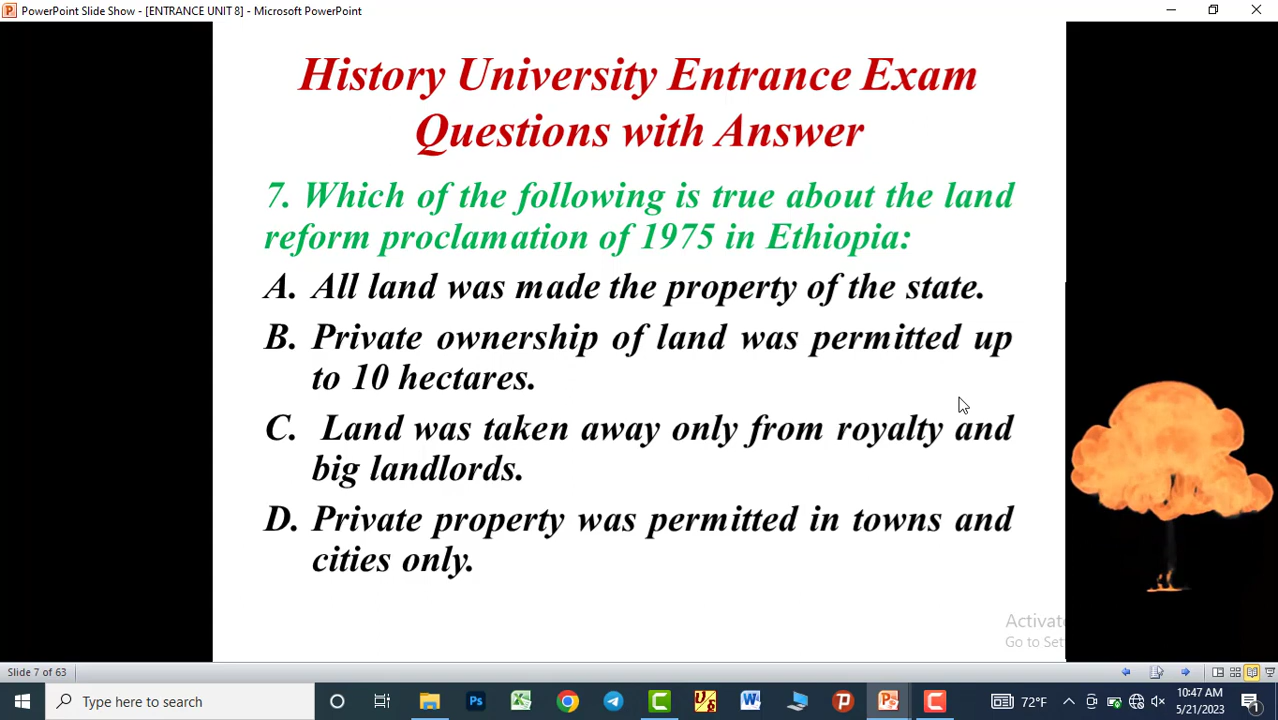 PowerPoint Slide Show - [ENTRANCE UNIT 8] - Microsoft PowerPoint
History University Entrance Exam
Questions with Answer
7. Which of the following is true about the land
reform proclamation of 1975 in Ethiopia:
A. All land was made the property of the state.
B. Private ownership of land was permitted up
to 10 hectares.
C. Land was taken away only from royalty and
big landlords.
D. Private property was permitted in towns and
cities only.
Activat
Go to Set
Slide 7 of 63
Type here to search
72°F
10:47 AM
5/21/2023